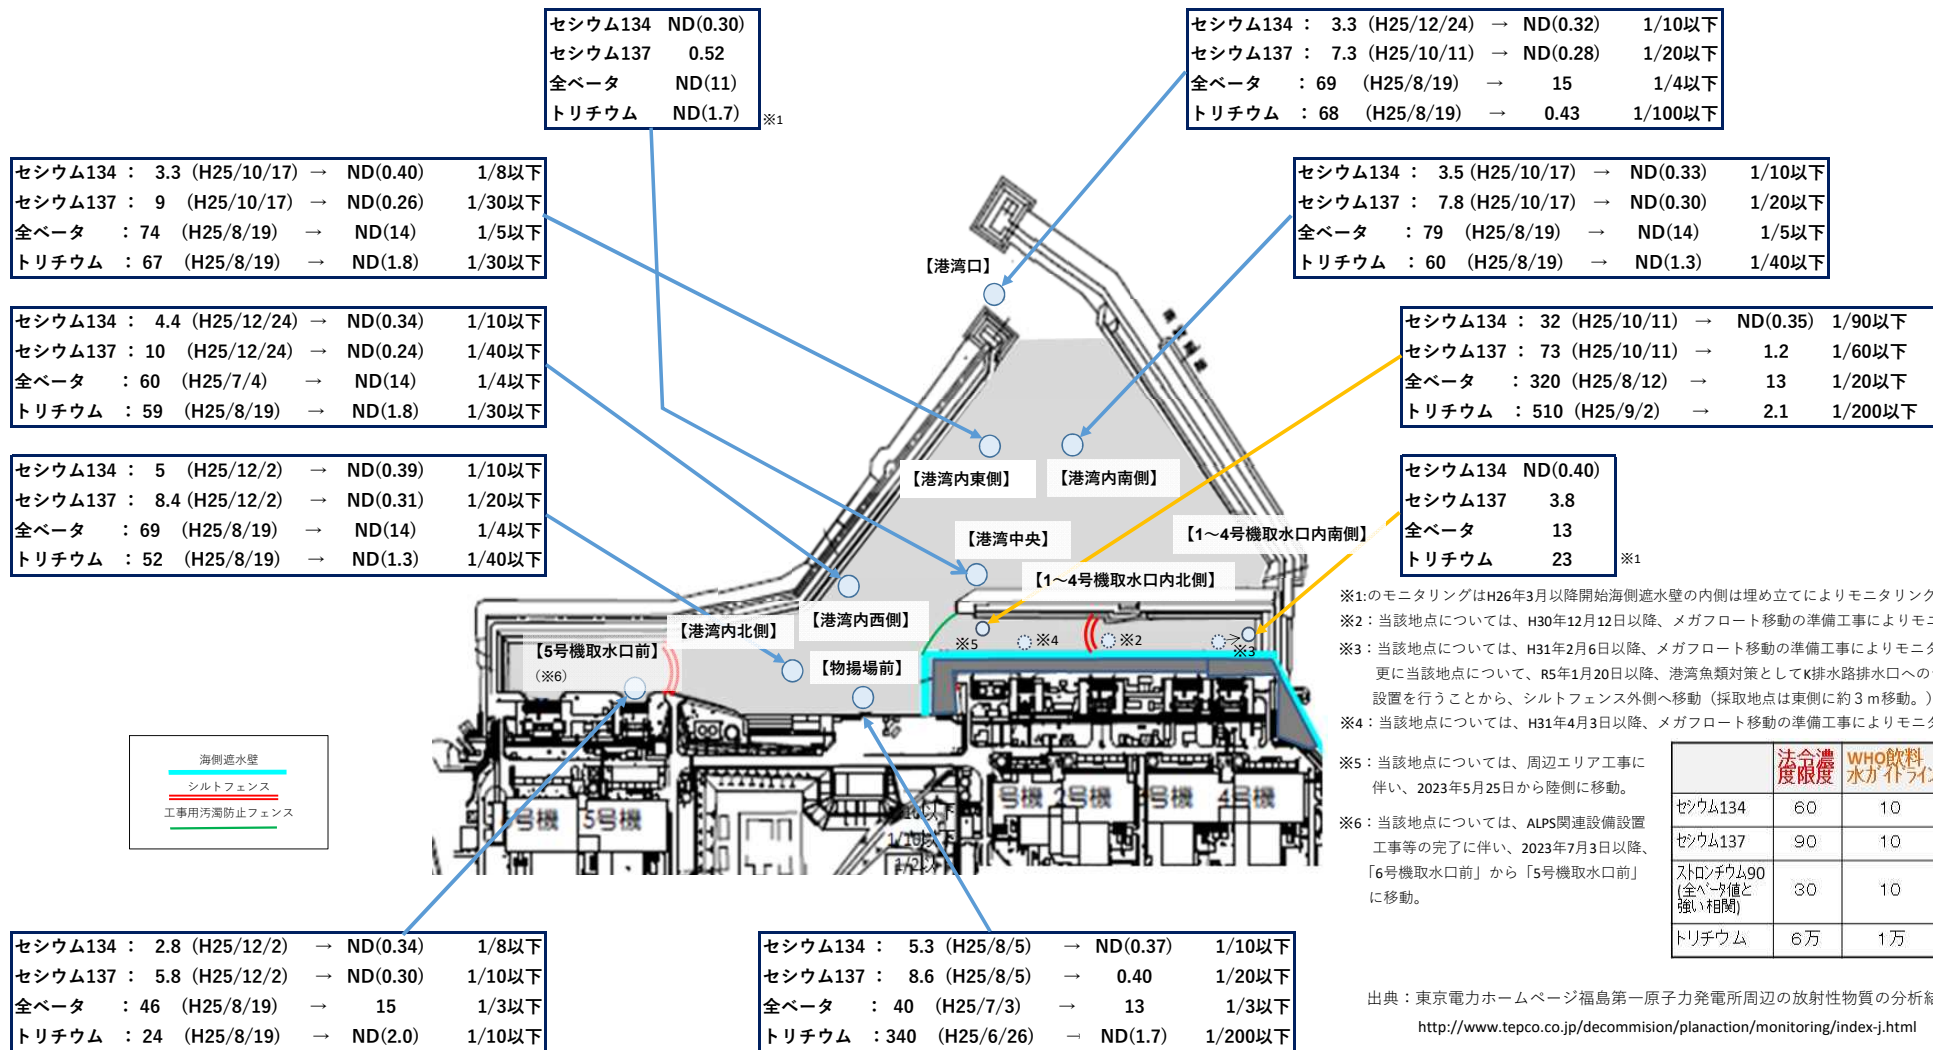 セシウム134 ND(0.30)
セシウム137 0.52
全ベータ ND(11)
トリチウム ND(1.7) ※1
セシウム134 ： 3.3 (H25/12/24) → ND(0.32) 1/10以下
セシウム137 ： 7.3 (H25/10/11) → ND(0.28) 1/20以下
全ベータ ： 69 (H25/8/19) → 15 1/4以下
トリチウム ： 68 (H25/8/19) → 0.43 1/100以下
セシウム134 ： 3.3 (H25/10/17) → ND(0.40) 1/8以下
セシウム137 ： 9 (H25/10/17) → ND(0.26) 1/30以下
全ベータ ： 74 (H25/8/19) → ND(14) 1/5以下
トリチウム ： 67 (H25/8/19) → ND(1.8) 1/30以下
セシウム134 ： 3.5 (H25/10/17) → ND(0.33) 1/10以下
セシウム137 ： 7.8 (H25/10/17) → ND(0.30) 1/20以下
全ベータ ： 79 (H25/8/19) → ND(14) 1/5以下
トリチウム ： 60 (H25/8/19) → ND(1.3) 1/40以下
セシウム134 ： 4.4 (H25/12/24) → ND(0.34) 1/10以下
セシウム137 ： 10 (H25/12/24) → ND(0.24) 1/40以下
全ベータ ： 60 (H25/7/4) → ND(14) 1/4以下
トリチウム ： 59 (H25/8/19) → ND(1.8) 1/30以下
セシウム134 ： 32 (H25/10/11) → ND(0.35) 1/90以下
セシウム137 ： 73 (H25/10/11) → 1.2 1/60以下
全ベータ ： 320 (H25/8/12) → 13 1/20以下
トリチウム ： 510 (H25/9/2) → 2.1 1/200以下
セシウム134 ： 5 (H25/12/2) → ND(0.39) 1/10以下
セシウム137 ： 8.4 (H25/12/2) → ND(0.31) 1/20以下
全ベータ ： 69 (H25/8/19) → ND(14) 1/4以下
トリチウム ： 52 (H25/8/19) → ND(1.3) 1/40以下
セシウム134 ND(0.40)
セシウム137 3.8
全ベータ 13
トリチウム 23 ※1
【港湾口】
【港湾内東側】
【港湾内南側】
【港湾中央】
【1～4号機取水口内南側】
【1～4号機取水口内北側】
【港湾内西側】
【港湾内北側】
【5号機取水口前】
(※6)
【物揚場前】
※5
※4
※2
※3
海側遮水壁
シルトフェンス
工事用汚濁防止フェンス
号機
5号機
号機
2号機
号機
4号機
1/10以下
1/2以
※1:のモニタリングはH26年3月以降開始海側遮水壁の内側は埋め立てによりモニタリング
※2：当該地点については、H30年12月12日以降、メガフロート移動の準備工事によりモニ
※3：当該地点については、H31年2月6日以降、メガフロート移動の準備工事によりモニタ
更に当該地点について、R5年1月20日以降、港湾魚類対策としてK排水路排水口への
設置を行うことから、シルトフェンス外側へ移動（採取地点は東側に約３ｍ移動。）
※4：当該地点については、H31年4月3日以降、メガフロート移動の準備工事によりモニタ
※5：当該地点については、周辺エリア工事に
伴い、2023年5月25日から陸側に移動。
※6：当該地点については、ALPS関連設備設置
工事等の完了に伴い、2023年7月3日以降、
「6号機取水口前」から「5号機取水口前」
に移動。
法令濃度限度 WHO飲料水ガイドライン
セシウム134 60 10
セシウム137 90 10
ストロンチウム90
(全ベータ値と
強い相関) 30 10
トリチウム 6万 1万
セシウム134 ： 2.8 (H25/12/2) → ND(0.34) 1/8以下
セシウム137 ： 5.8 (H25/12/2) → ND(0.30) 1/10以下
全ベータ ： 46 (H25/8/19) → 15 1/3以下
トリチウム ： 24 (H25/8/19) → ND(2.0) 1/10以下
セシウム134 ： 5.3 (H25/8/5) → ND(0.37) 1/10以下
セシウム137 ： 8.6 (H25/8/5) → 0.40 1/20以下
全ベータ ： 40 (H25/7/3) → 13 1/3以下
トリチウム ：340 (H25/6/26) → ND(1.7) 1/200以下
出典：東京電力ホームページ福島第一原子力発電所周辺の放射性物質の分析結
http://www.tepco.co.jp/decommision/planaction/monitoring/index-j.html